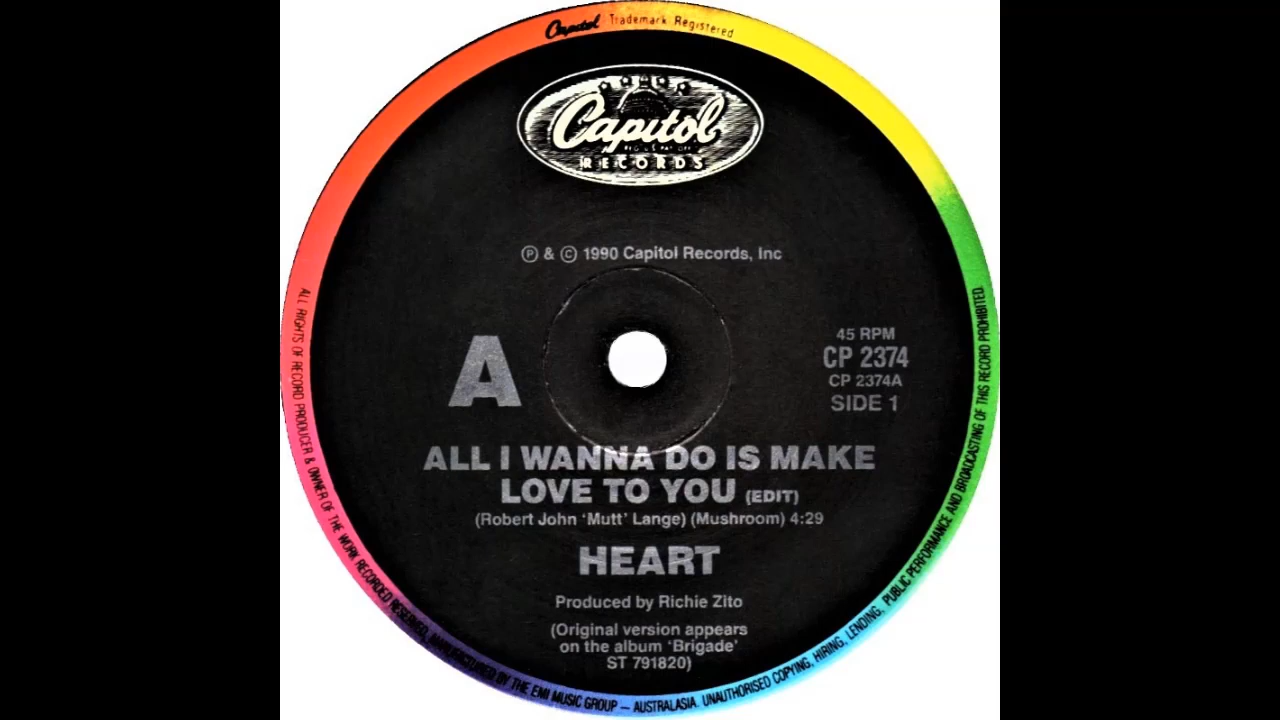 Capitol Trademark Registered
Capitol
RECORDS
Ⓟ & © 1990 Capitol Records, Inc
A
45 RPM
CP 2374
CP 2374A
SIDE 1
ALL I WANNA DO IS MAKE
LOVE TO YOU (EDIT)
(Robert John ‘Mutt’ Lange) (Mushroom) 4:29
HEART
Produced by Richie Zito
(Original version appears
on the album ‘Brigade’
ST 791820)
ALL RIGHTS OF RECORD PRODUCER & OWNER OF THE WORK RECORDED RESERVED. MANUFACTURED BY THE EMI MUSIC GROUP – AUSTRALASIA. UNAUTHORISED COPYING, HIRING, LENDING, PUBLIC PERFORMANCE AND BROADCASTING OF THIS RECORD PROHIBITED.